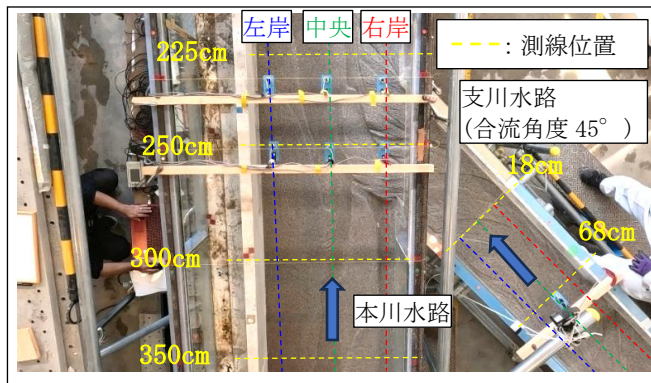 左岸 中央 右岸
225cm
: 測線位置
支川水路
(合流角度 45°)
250cm
18cm
68cm
300cm
本川水路
350cm